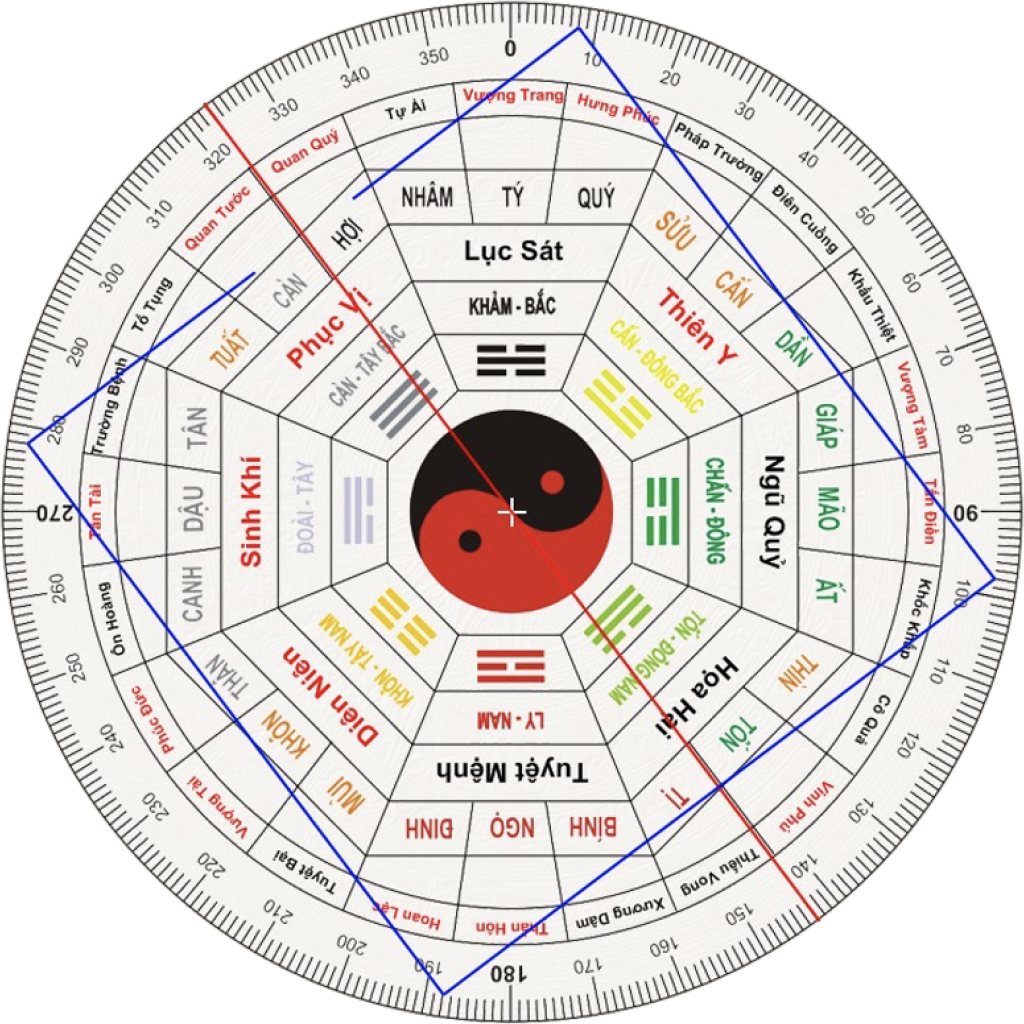 0
10
20
30
40
50
60
70
80
90
100
110
120
130
140
150
160
170
180
190
200
210
220
230
240
250
260
270
280
290
300
310
320
330
340
350
Vượng Trang
Hưng Phúc
Pháp Trường
Điên Cuồng
Khẩu Thiệt
Vượng Tàm
Tấn Điền
Khóc Khấp
Cô Quả
Vinh Phú
Thiếu Vong
Xương Dâm
Thân Hôn
Hoan Lạc
Tuyệt Bại
Vượng Tài
Phúc Đức
Ôn Hoàng
Tấn Tài
Trường Bệnh
Tố Tụng
Quan Tước
Quan Quý
Tự Ải
NHÂM
TÝ
QUÝ
SỬU
CẤN
DẦN
GIÁP
MÃO
ẤT
THÌN
TỐN
TỊ
BÍNH
NGỌ
ĐINH
MÙI
KHÔN
THÂN
CANH
DẬU
TÂN
TUẤT
CÀN
HỢI
Lục Sát
Thiên Y
Ngũ Quỷ
Họa Hại
Tuyệt Mệnh
Diên Niên
Sinh Khí
Phục Vị
KHẢM - BẮC
CẤN - ĐÔNG BẮC
CHẤN - ĐÔNG
TỐN - ĐÔNG NAM
LY - NAM
KHÔN - TÂY NAM
ĐOÀI - TÂY
CÀN - TÂY BẮC